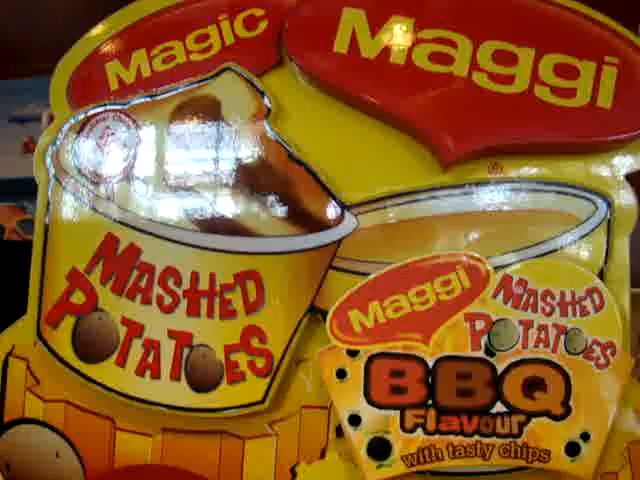 Magic
Maggi
MASHED
POTATOES
Maggi
MASHED
POTATOES
BBQ
Flavour
with tasty chips